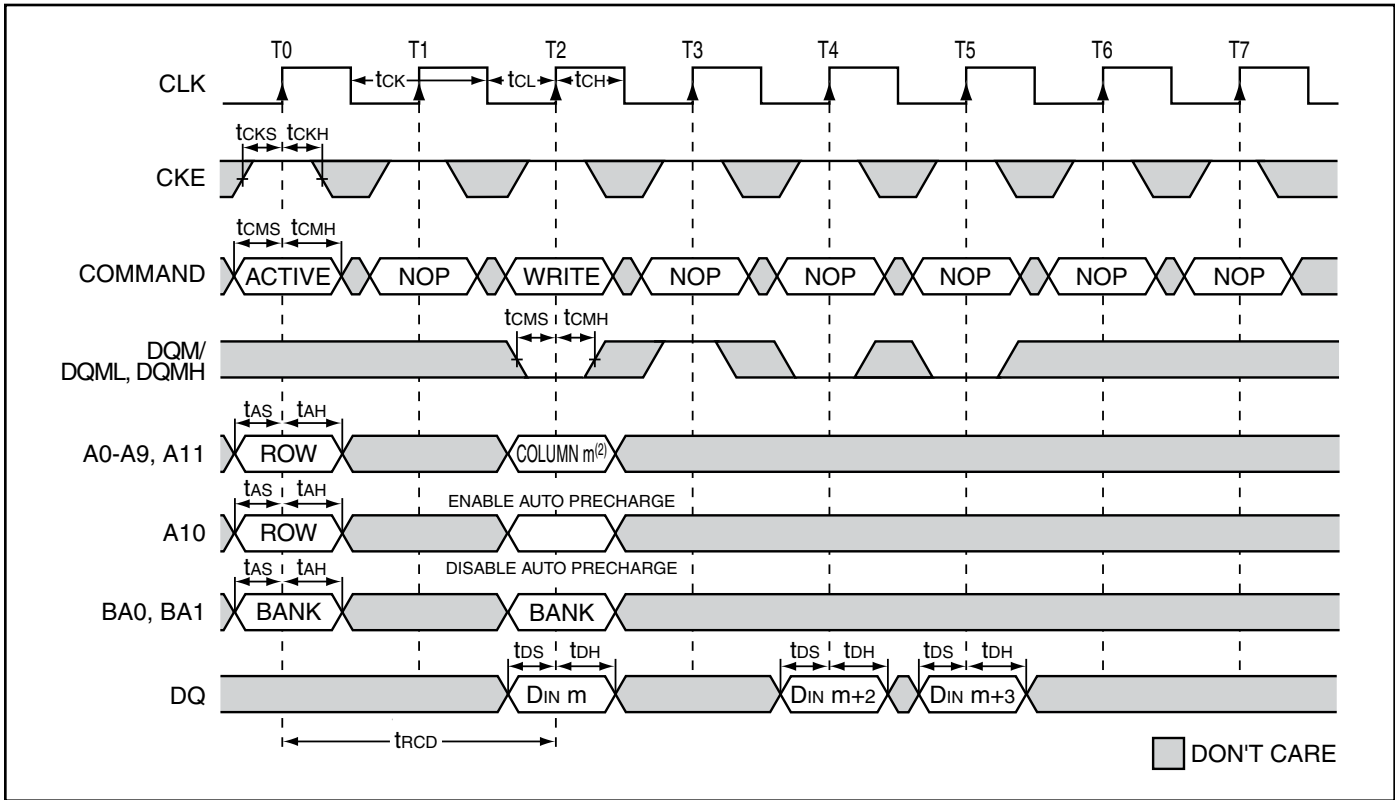 T0 T1 T2 T3 T4 T5 T6 T7
CLK tCK tCL tCH
tCKS tCKH
CKE
tCMS tCMH
COMMAND ACTIVE NOP WRITE NOP NOP NOP NOP NOP
tCMS tCMH
DQM/
DQML, DQMH
tAS tAH
A0-A9, A11 ROW COLUMN m(2)
tAS tAH ENABLE AUTO PRECHARGE
A10 ROW
tAS tAH DISABLE AUTO PRECHARGE
BA0, BA1 BANK BANK
tDS tDH tDS tDH tDS tDH
DQ DIN m DIN m+2 DIN m+3
tRCD
DON'T CARE